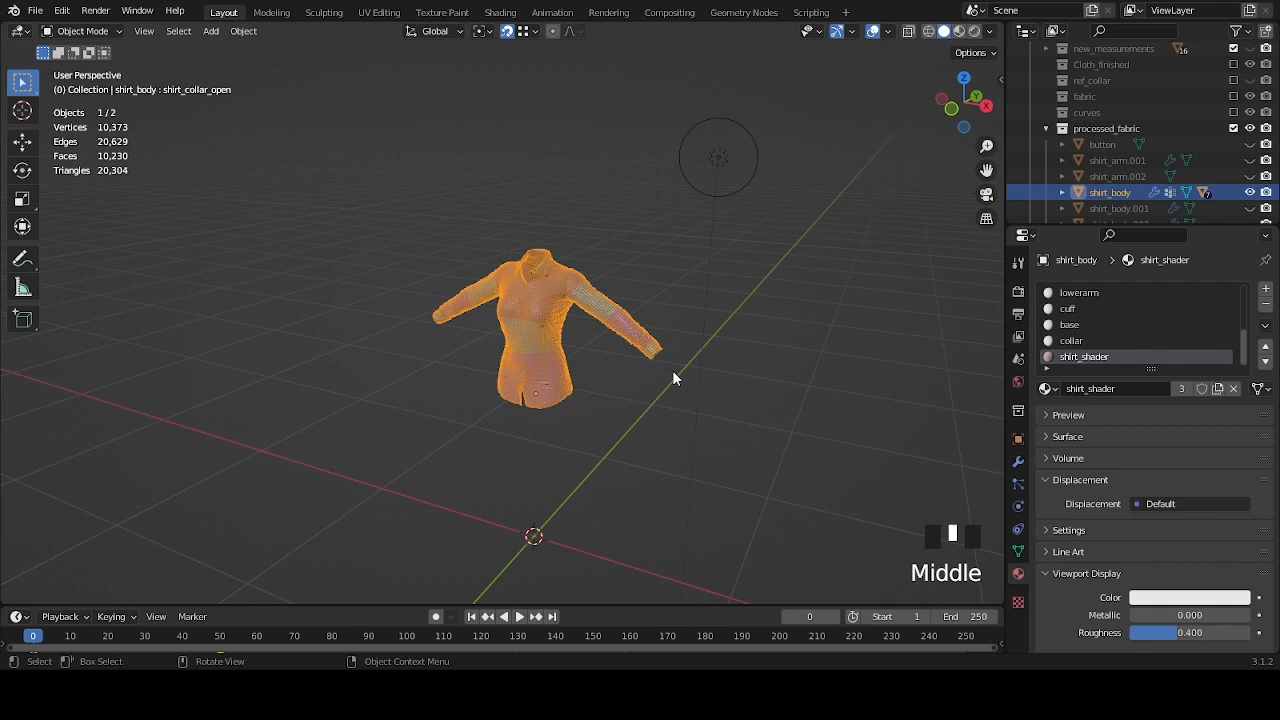 File Edit Render Window Help Layout Modeling Sculpting UV Editing Texture Paint Shading Animation Rendering Compositing Geometry Nodes Scripting + Scene ViewLayer
Object Mode View Select Add Object Global
Options
User Perspective
(0) Collection | shirt_body : shirt_collar_open
Objects 1 / 2
Vertices 10,373
Edges 20,629
Faces 10,230
Triangles 20,304
Z
Y
X
Middle
new_measurements 16
Cloth_finished
ref_collar
fabric
curves
processed_fabric
button
shirt_arm.001
shirt_arm.002
shirt_body 7
shirt_body.001
shirt_body > shirt_shader
lowerarm
cuff
base
collar
shirt_shader
shirt_shader 3
Preview
Surface
Volume
Displacement
Displacement Default
Settings
Line Art
Viewport Display
Color
Metallic 0.000
Roughness 0.400
Playback Keying View Marker 0 Start 1 End 250
0 10 20 30 40 50 60 70 80 90 100 110 120 130 140 150 160 170 180 190 200 210 220 230 240 250
Select Box Select Rotate View Object Context Menu 3.1.2